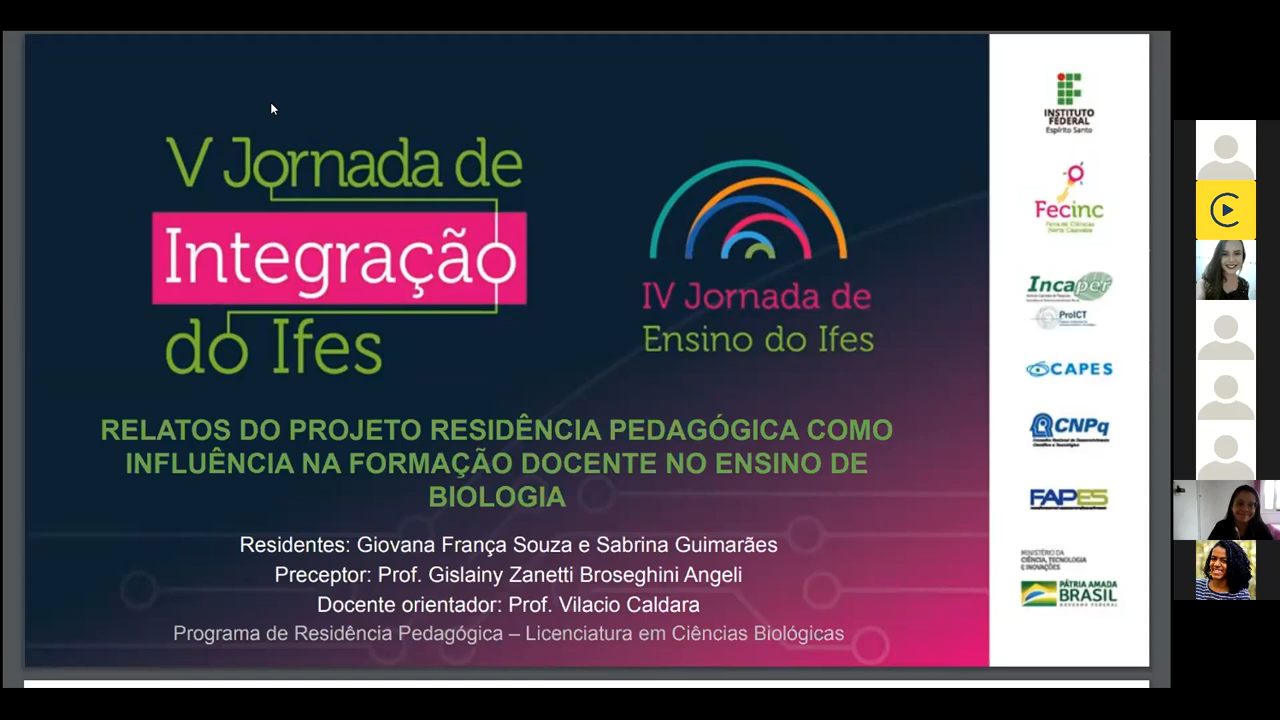 V Jornada de
Integração
do Ifes
IV Jornada de
Ensino do Ifes
RELATOS DO PROJETO RESIDÊNCIA PEDAGÓGICA COMO
INFLUÊNCIA NA FORMAÇÃO DOCENTE NO ENSINO DE
BIOLOGIA
Residentes: Giovana França Souza e Sabrina Guimarães
Preceptor: Prof. Gislainy Zanetti Broseghini Angeli
Docente orientador: Prof. Vilacio Caldara
Programa de Residência Pedagógica – Licenciatura em Ciências Biológicas
INSTITUTO
FEDERAL
Espírito Santo
Fecinc
Incaper
ProICT
CAPES
CNPq
FAPES
MINISTÉRIO DA
CIÊNCIA, TECNOLOGIA
E INOVAÇÕES
PÁTRIA AMADA
BRASIL
GOVERNO FEDERAL